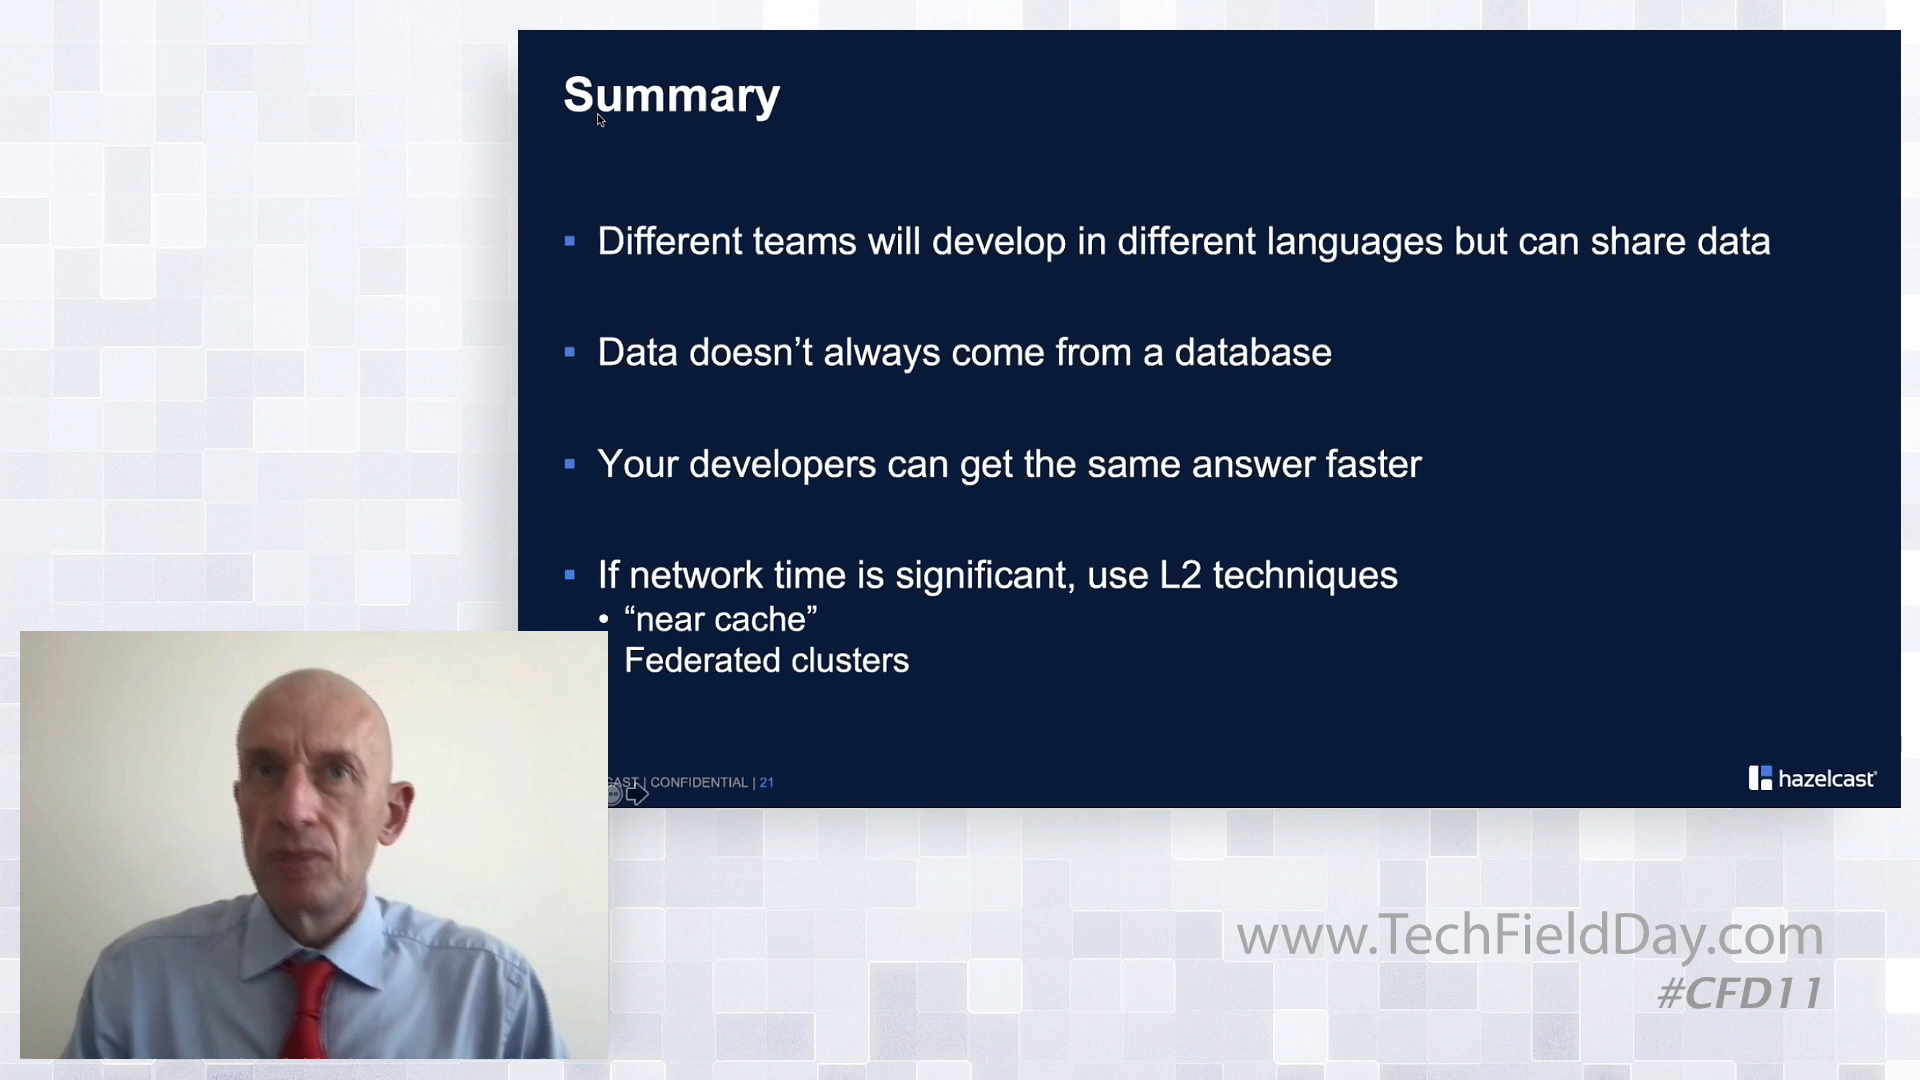 Summary
Different teams will develop in different languages but can share data
Data doesn’t always come from a database
Your developers can get the same answer faster
If network time is significant, use L2 techniques
“near cache”
Federated clusters
CAST | CONFIDENTIAL | 21
hazelcast
www.TechFieldDay.com
#CFD11